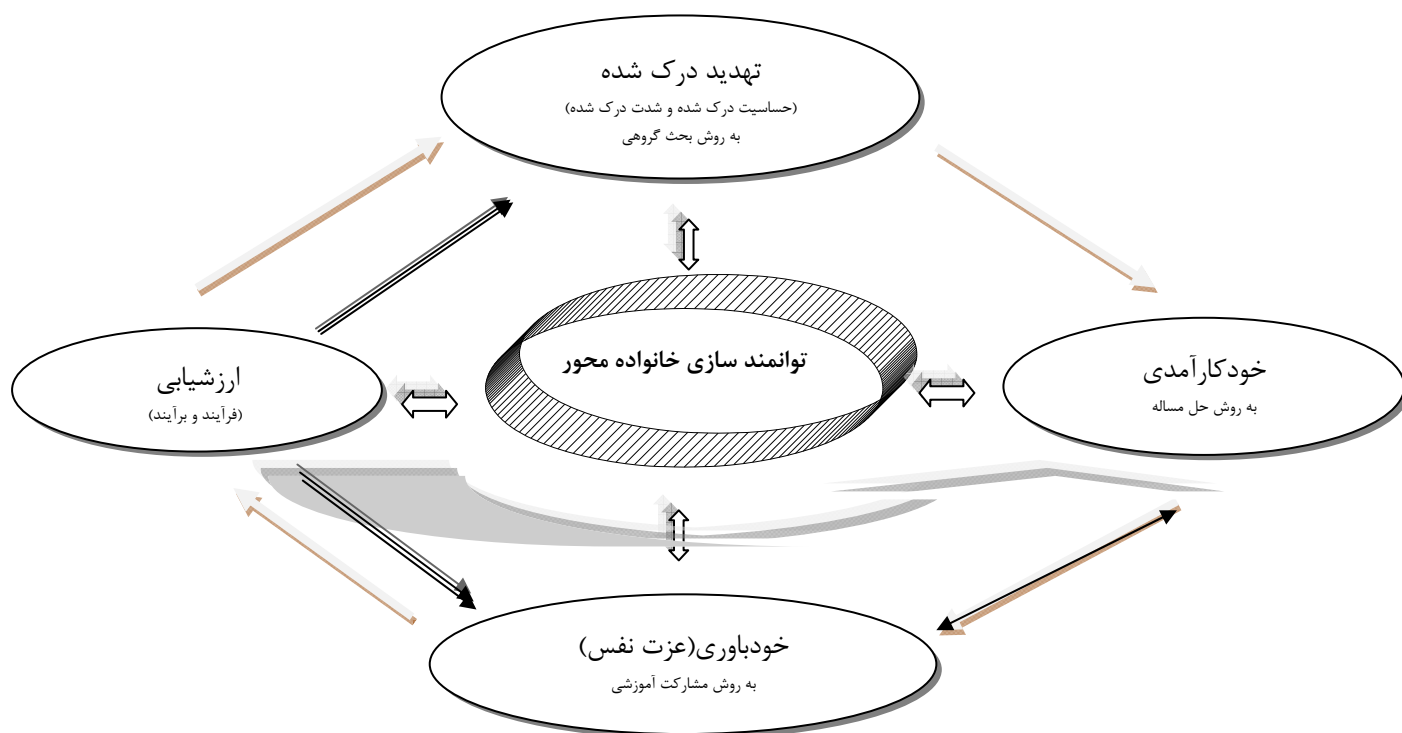 تهدید درک شده
(حساسیت درک شده و شدت درک شده)
به روش بحث گروهی
توانمند سازی خانواده محور
خودکارآمدی
به روش حل مساله
ارزشیابی
(فرآیند و برآیند)
خودباوری(عزت نفس)
به روش مشارکت آموزشی